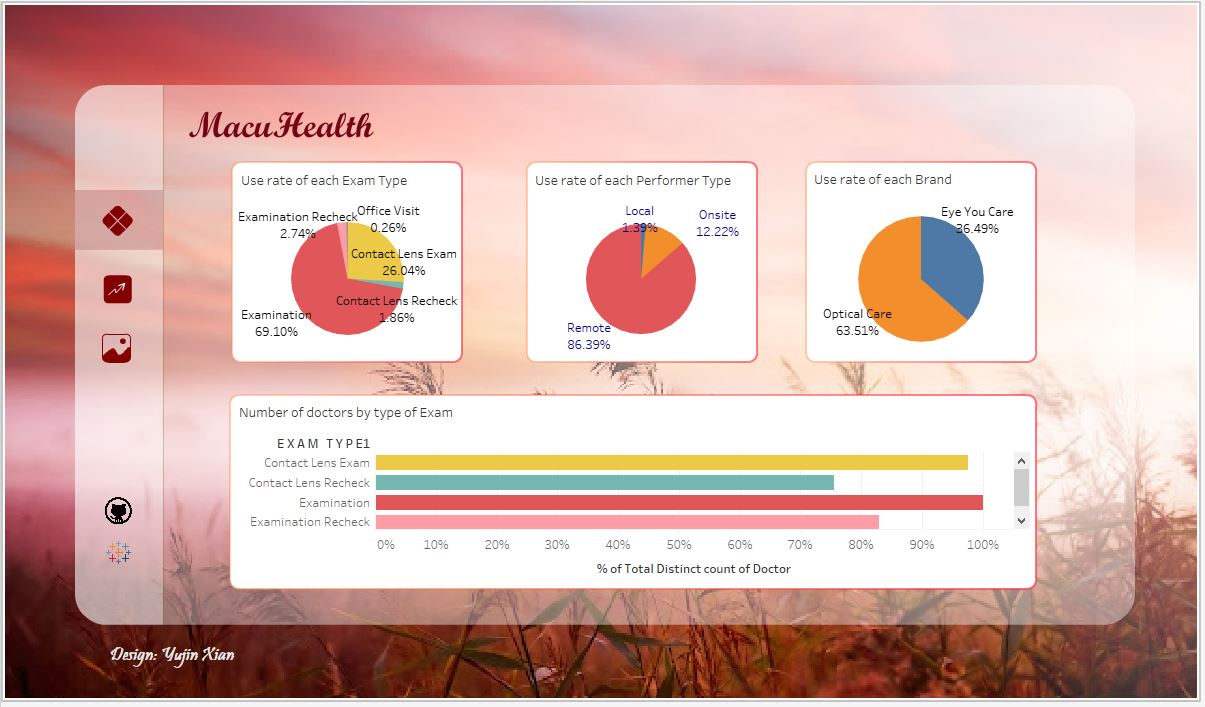 MacuHealth
Use rate of each Exam Type
Examination Recheck
2.74%
Office Visit
0.26%
Contact Lens Exam
26.04%
Contact Lens Recheck
1.86%
Examination
69.10%
Use rate of each Performer Type
Local
1.39%
Onsite
12.22%
Remote
86.39%
Use rate of each Brand
Eye You Care
36.49%
Optical Care
63.51%
Number of doctors by type of Exam
EXAM TYPE1
Contact Lens Exam
Contact Lens Recheck
Examination
Examination Recheck
0% 10% 20% 30% 40% 50% 60% 70% 80% 90% 100%
% of Total Distinct count of Doctor
Design: Yujin Xian